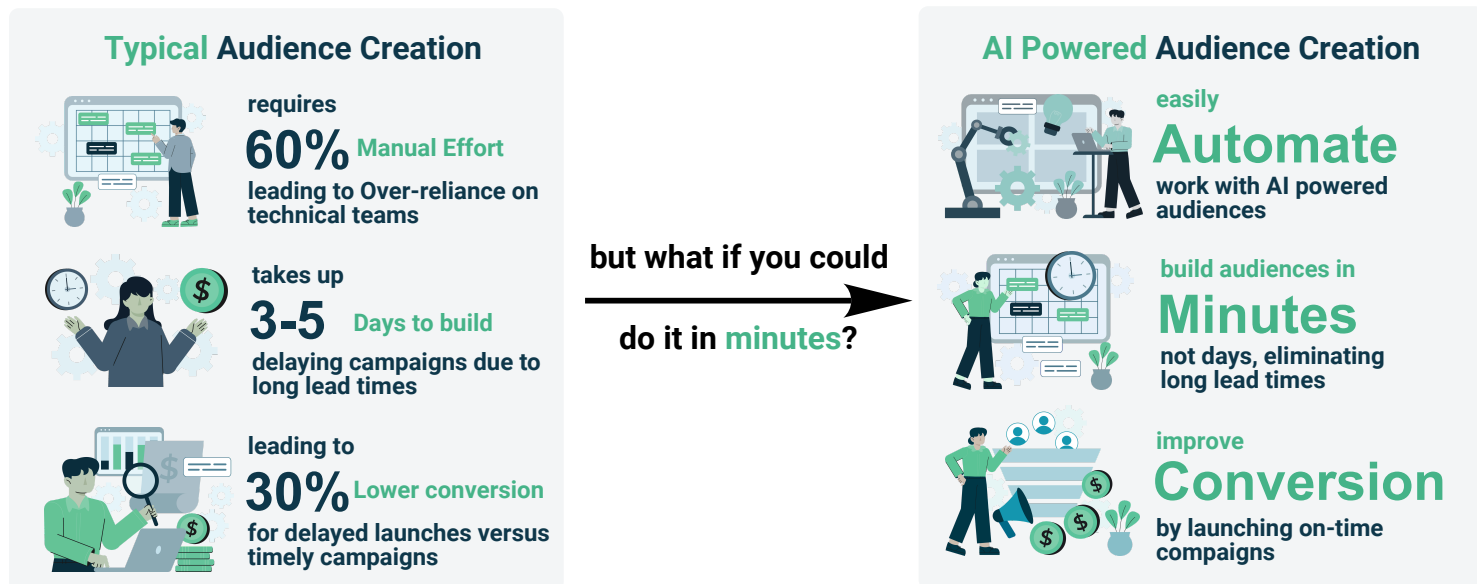 Typical Audience Creation
requires
60% Manual Effort
leading to Over-reliance on
technical teams
takes up
3-5 Days to build
delaying campaigns due to
long lead times
leading to
30% Lower conversion
for delayed launches versus
timely campaigns
but what if you could
do it in minutes?
AI Powered Audience Creation
easily
Automate
work with AI powered
audiences
build audiences in
Minutes
not days, eliminating
long lead times
improve
Conversion
by launching on-time
compaigns